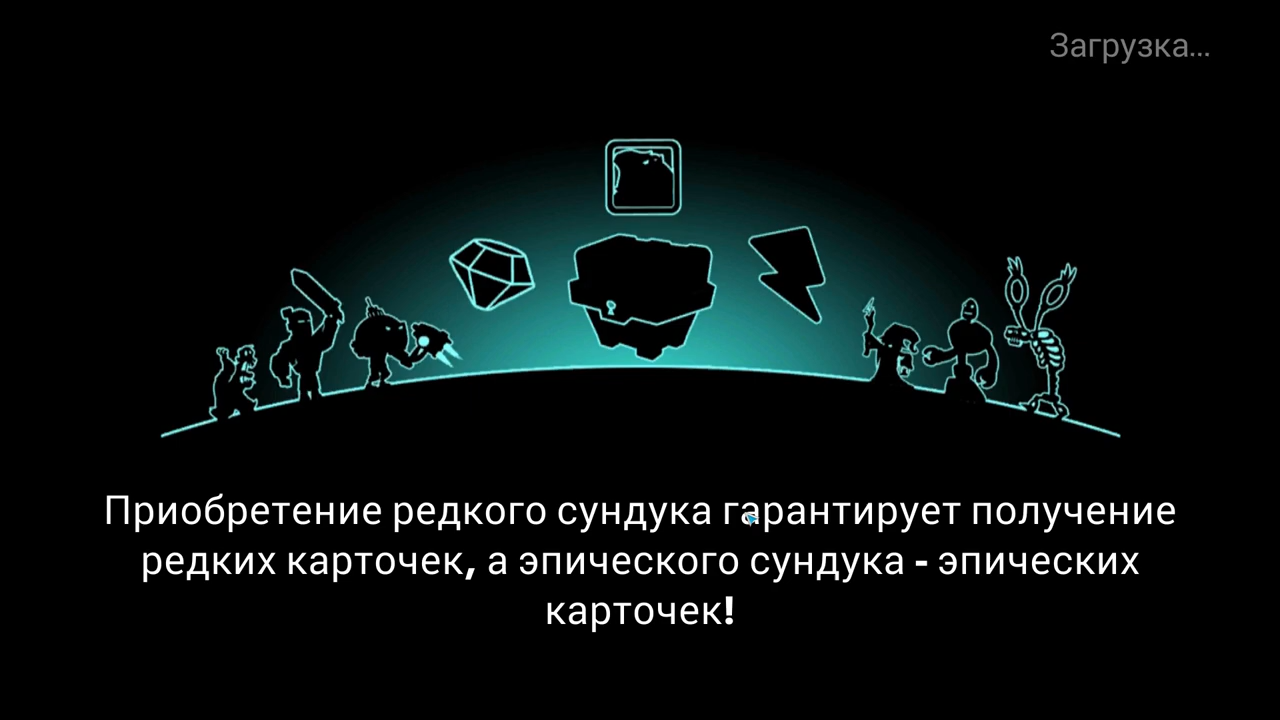 Загрузка...
Приобретение редкого сундука гарантирует получение
редких карточек, а эпического сундука - эпических
карточек!